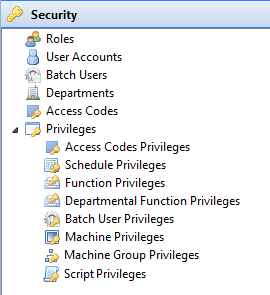 Security
Roles
User Accounts
Batch Users
Departments
Access Codes
Privileges
Access Codes Privileges
Schedule Privileges
Function Privileges
Departmental Function Privileges
Batch User Privileges
Machine Privileges
Machine Group Privileges
Script Privileges